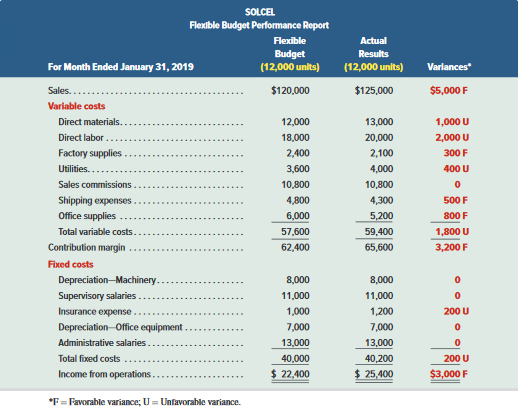 SOLCEL
Flexible Budget Performance Report
Flexible Actual
Budget Results
For Month Ended January 31, 2019 (12,000 units) (12,000 units) Variances*
Sales. . . . . . . . . . . . . . . . . . . . . . . . . . . . . . . . . . . . $120,000 $125,000 $5,000 F
Variable costs
Direct materials. . . . . . . . . . . . . . . . . . . . . . . . . 12,000 13,000 1,000 U
Direct labor . . . . . . . . . . . . . . . . . . . . . . . . . . . . 18,000 20,000 2,000 U
Factory supplies . . . . . . . . . . . . . . . . . . . . . . . . 2,400 2,100 300 F
Utilities. . . . . . . . . . . . . . . . . . . . . . . . . . . . . . . . 3,600 4,000 400 U
Sales commissions . . . . . . . . . . . . . . . . . . . . . . 10,800 10,800 0
Shipping expenses . . . . . . . . . . . . . . . . . . . . . . 4,800 4,300 500 F
Office supplies . . . . . . . . . . . . . . . . . . . . . . . . . 6,000 5,200 800 F
Total variable costs . . . . . . . . . . . . . . . . . . . . . . 57,600 59,400 1,800 U
Contribution margin . . . . . . . . . . . . . . . . . . . . . . . 62,400 65,600 3,200 F
Fixed costs
Depreciation—Machinery. . . . . . . . . . . . . . . . . . 8,000 8,000 0
Supervisory salaries . . . . . . . . . . . . . . . . . . . . . 11,000 11,000 0
Insurance expense . . . . . . . . . . . . . . . . . . . . . . 1,000 1,200 200 U
Depreciation—Office equipment . . . . . . . . . . . . 7,000 7,000 0
Administrative salaries . . . . . . . . . . . . . . . . . . . 13,000 13,000 0
Total fixed costs . . . . . . . . . . . . . . . . . . . . . . . . 40,000 40,200 200 U
Income from operations . . . . . . . . . . . . . . . . . . . $ 22,400 $ 25,400 $3,000 F
*F = Favorable variance; U = Unfavorable variance.